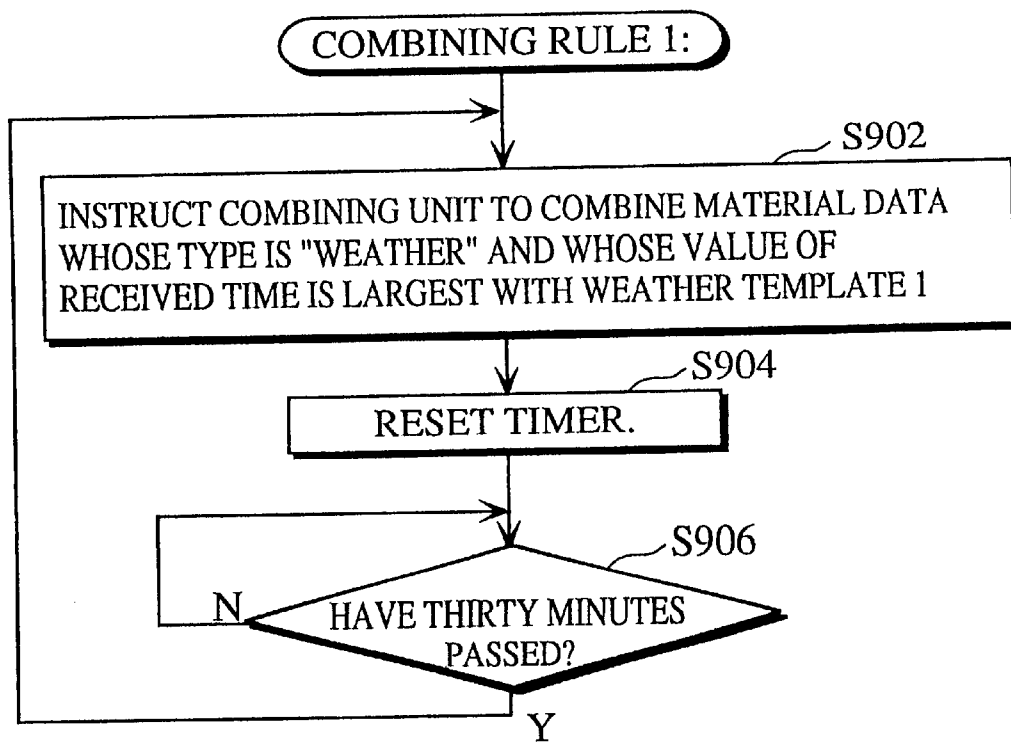 COMBINING RULE 1:
S902
INSTRUCT COMBINING UNIT TO COMBINE MATERIAL DATA
WHOSE TYPE IS "WEATHER" AND WHOSE VALUE OF
RECEIVED TIME IS LARGEST WITH WEATHER TEMPLATE 1
S904
RESET TIMER.
S906
N
HAVE THIRTY MINUTES
PASSED?
Y